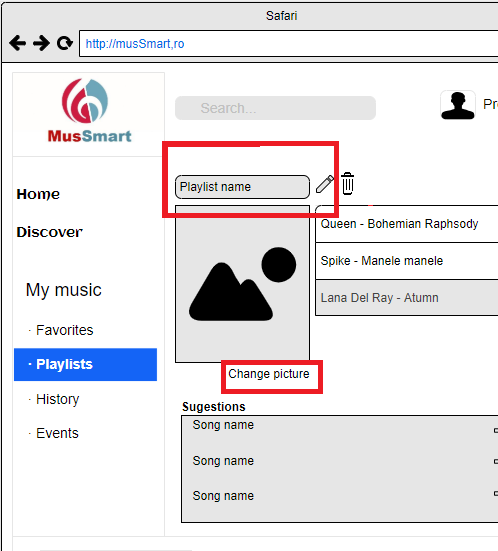 Safari
http://musSmart,ro
MusSmart
Search...
Pr
Home
Discover
My music
· Favorites
· Playlists
· History
· Events
Playlist name
Queen - Bohemian Raphsody
Spike - Manele manele
Lana Del Ray - Atumn
Change picture
Sugestions
Song name
Song name
Song name